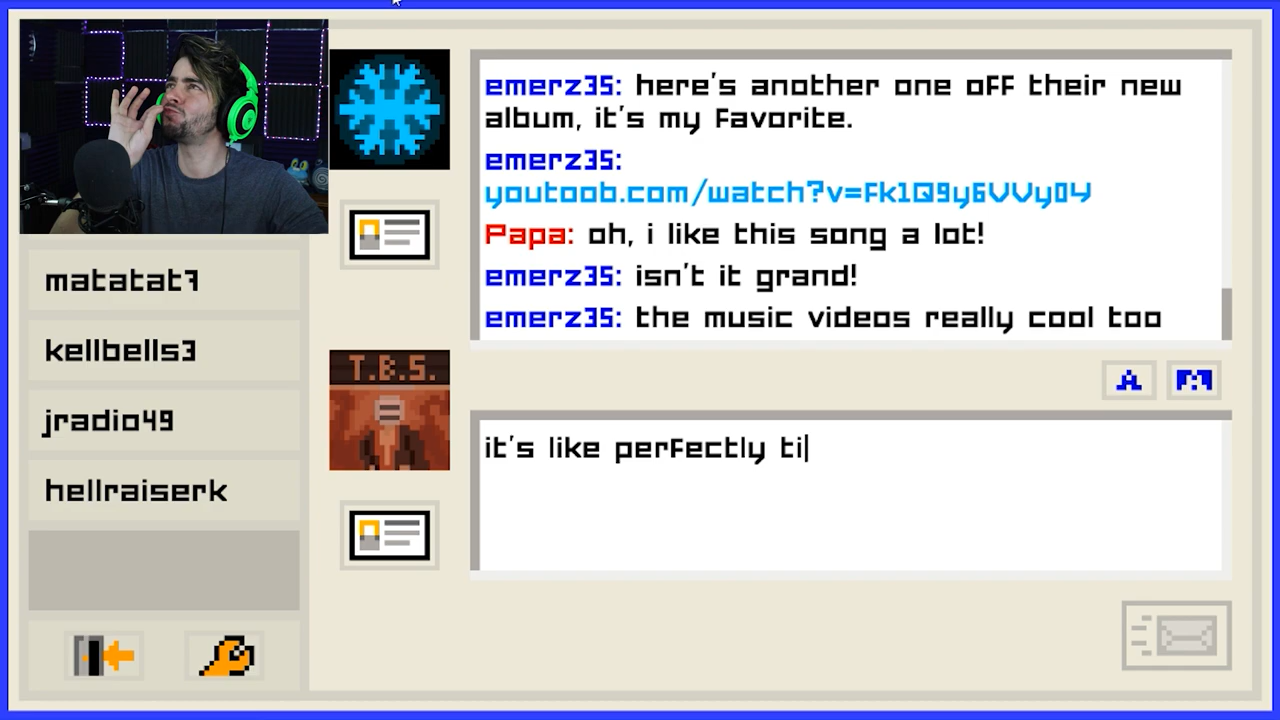 emerz35: here's another one off their new
album, it's my favorite.
emerz35:
youtoob.com/watch?v=fk1Q9y6VVy04
Papa: oh, i like this song a lot!
emerz35: isn't it grand!
emerz35: the music videos really cool too
matatat7
kellbells3
jradio49
hellraiserk
T.B.S.
A
it's like perfectly ti